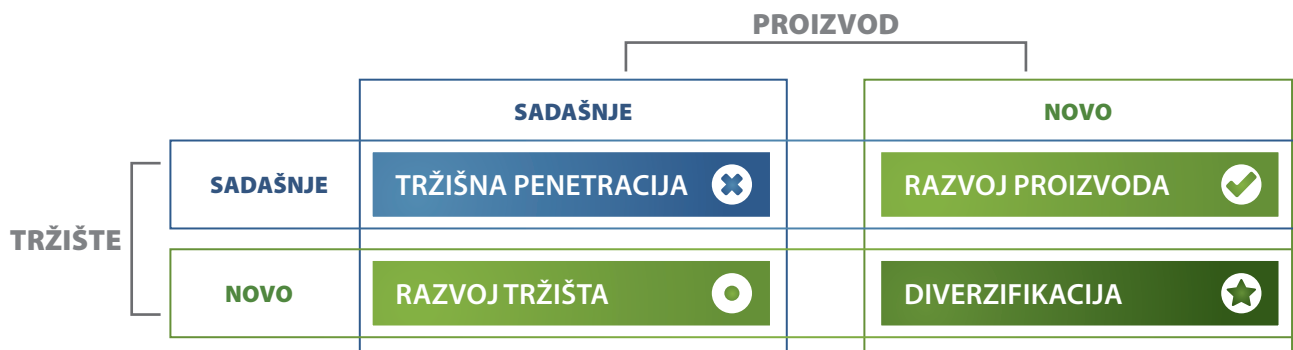 PROIZVOD
SADAŠNJE
NOVO
TRŽIŠTE
SADAŠNJE
TRŽIŠNA PENETRACIJA
RAZVOJ PROIZVODA
NOVO
RAZVOJ TRŽIŠTA
DIVERZIFIKACIJA